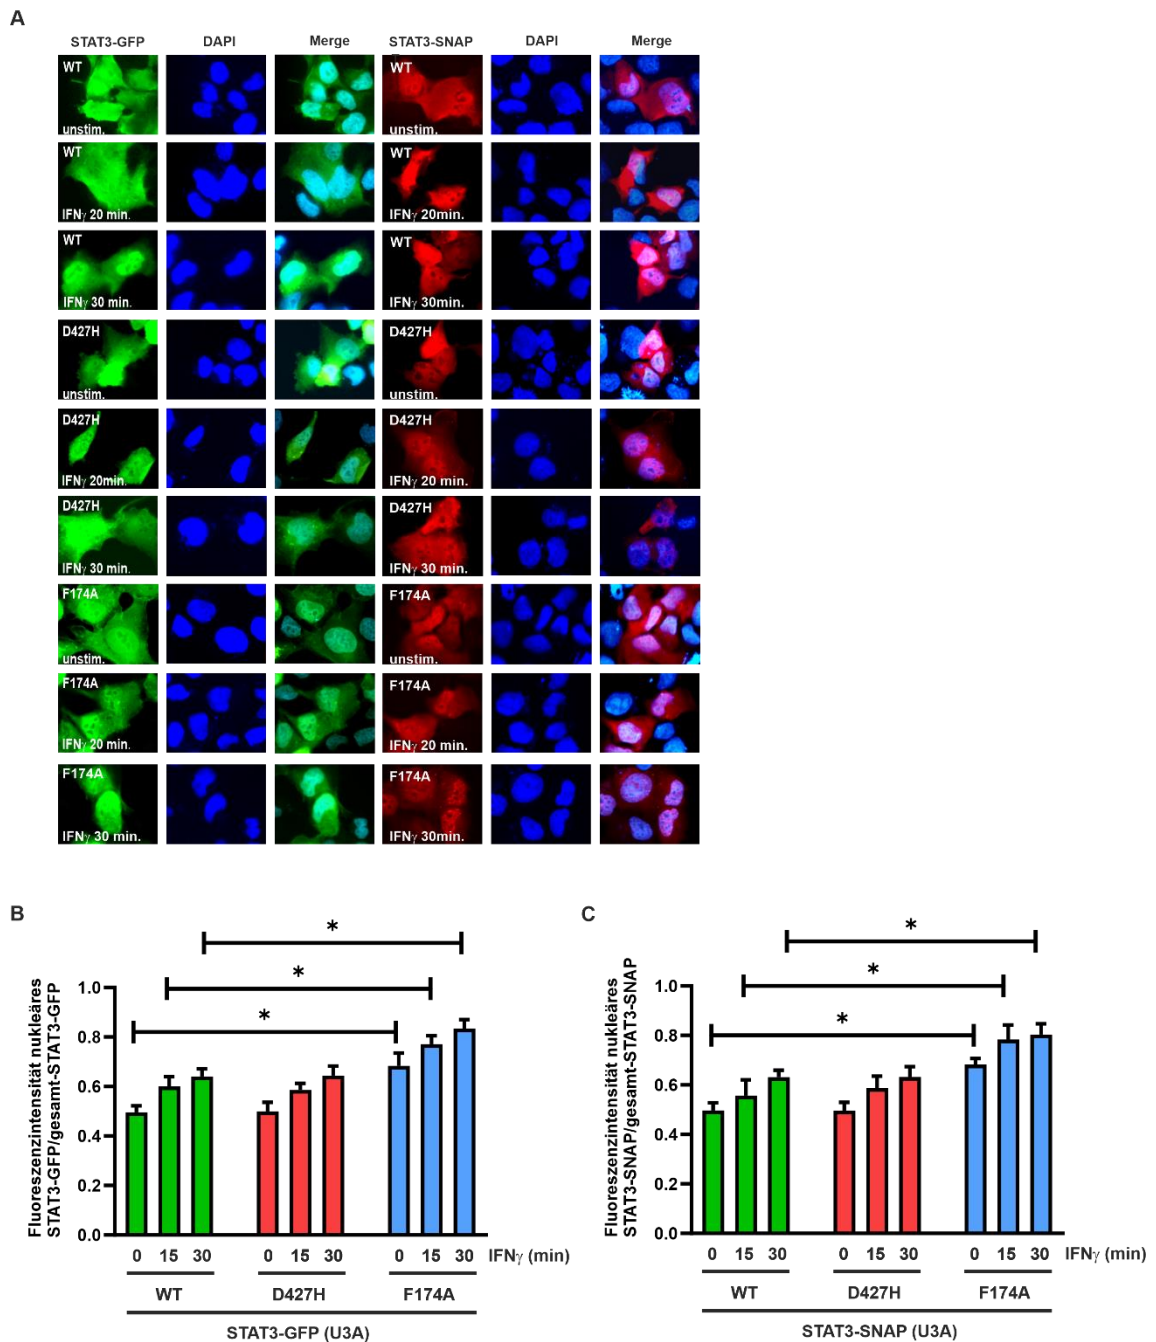 A
STAT3-GFP DAPI Merge STAT3-SNAP DAPI Merge
WT WT
unstim. unstim.
WT WT
IFNγ 20 min. IFNγ 20min.
WT WT
IFNγ 30 min. IFNγ 30min.
D427H D427H
unstim. unstim.
D427H D427H
IFNγ 20min. IFNγ 20 min.
D427H D427H
IFNγ 30 min. IFNγ 30 min.
F174A F174A
unstim. unstim.
F174A F174A
IFNγ 20 min. IFNγ 20 min.
F174A F174A
IFNγ 30 min. IFNγ 30min.
B
Fluoreszenzintensität nukleäres
STAT3-GFP/gesamt-STAT3-GFP
*
*
*
1.0
0.8
0.6
0.4
0.2
0.0
0 15 30 0 15 30 0 15 30 IFNγ (min)
WT D427H F174A
STAT3-GFP (U3A)
C
Fluoreszenzintensität nukleäres
STAT3-SNAP/gesamt-STAT3-SNAP
*
*
*
1.0
0.8
0.6
0.4
0.2
0.0
0 15 30 0 15 30 0 15 30 IFNγ (min)
WT D427H F174A
STAT3-SNAP (U3A)